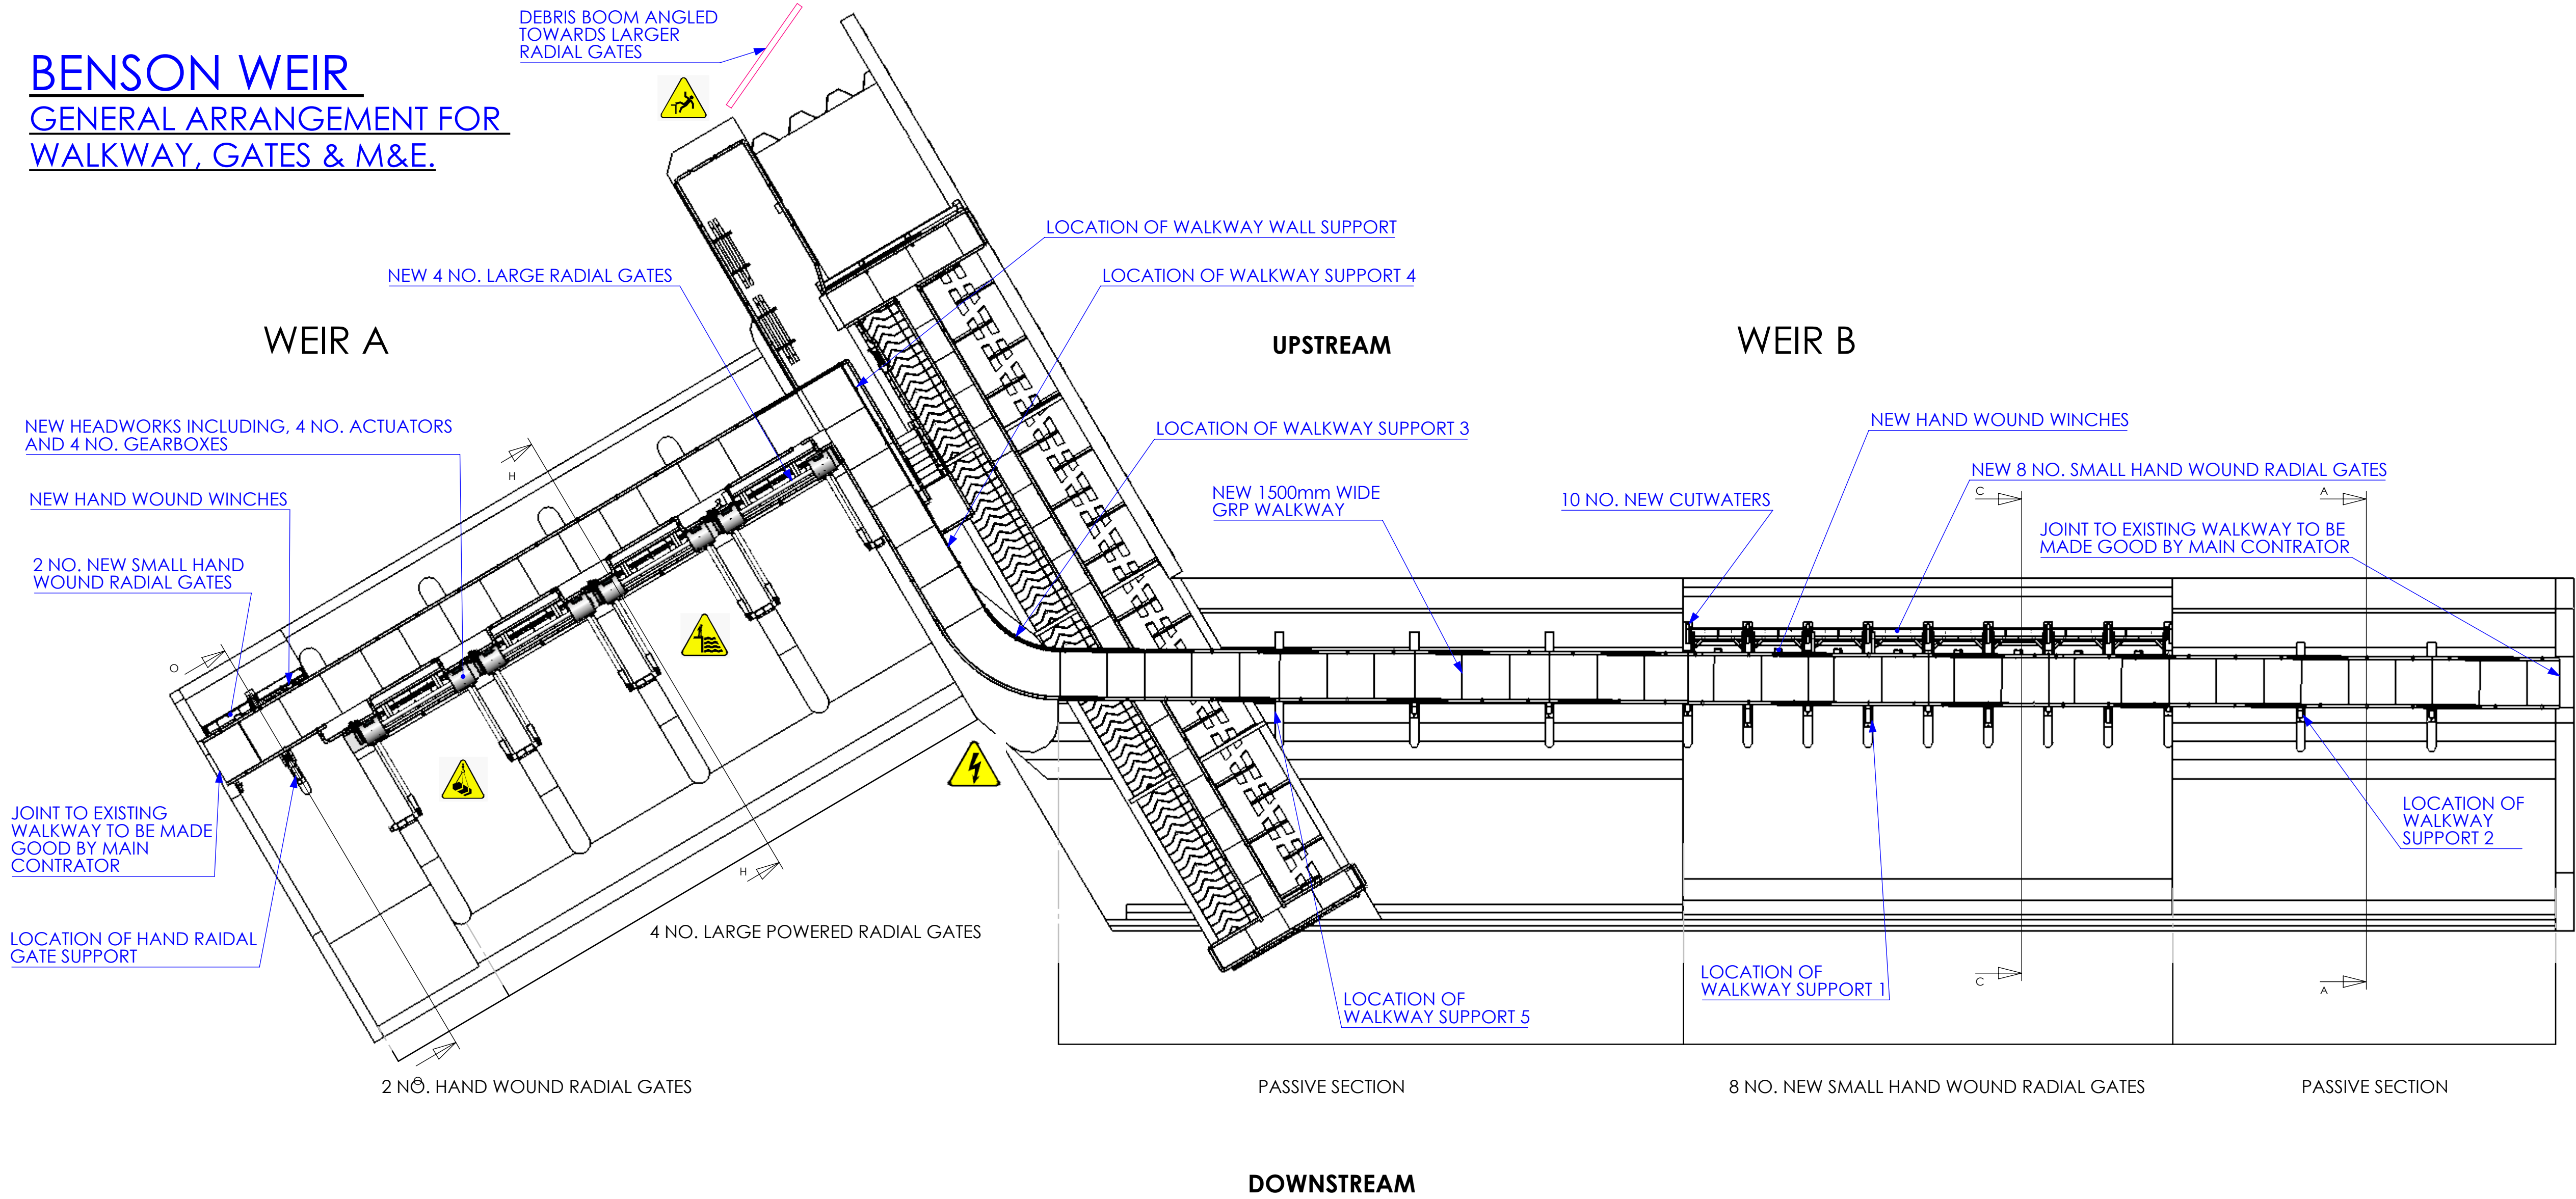 BENSON WEIR
GENERAL ARRANGEMENT FOR
WALKWAY, GATES & M&E.
DEBRIS BOOM ANGLED
TOWARDS LARGER
RADIAL GATES
LOCATION OF WALKWAY WALL SUPPORT
NEW 4 NO. LARGE RADIAL GATES
LOCATION OF WALKWAY SUPPORT 4
WEIR A
UPSTREAM
WEIR B
NEW HEADWORKS INCLUDING, 4 NO. ACTUATORS
AND 4 NO. GEARBOXES
LOCATION OF WALKWAY SUPPORT 3
NEW HAND WOUND WINCHES
NEW 8 NO. SMALL HAND WOUND RADIAL GATES
H
NEW HAND WOUND WINCHES
NEW 1500mm WIDE
GRP WALKWAY
10 NO. NEW CUTWATERS
C
A
JOINT TO EXISTING WALKWAY TO BE
MADE GOOD BY MAIN CONTRATOR
2 NO. NEW SMALL HAND
WOUND RADIAL GATES
O
JOINT TO EXISTING
WALKWAY TO BE MADE
GOOD BY MAIN
CONTRATOR
LOCATION OF
WALKWAY
SUPPORT 2
H
4 NO. LARGE POWERED RADIAL GATES
LOCATION OF HAND RAIDAL
GATE SUPPORT
LOCATION OF
WALKWAY SUPPORT 1
C
A
LOCATION OF
WALKWAY SUPPORT 5
O
2 NO. HAND WOUND RADIAL GATES
PASSIVE SECTION
8 NO. NEW SMALL HAND WOUND RADIAL GATES
PASSIVE SECTION
DOWNSTREAM